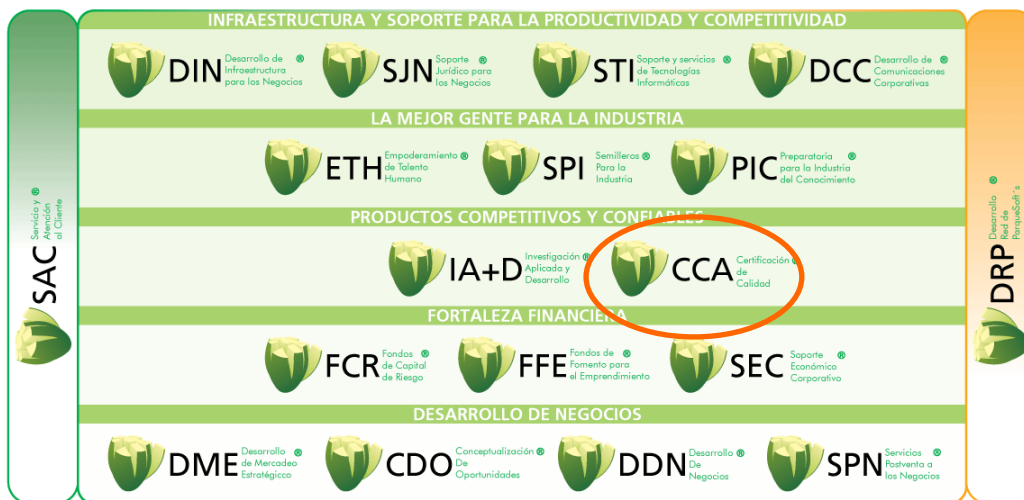 INFRAESTRUCTURA Y SOPORTE PARA LA PRODUCTIVIDAD Y COMPETITIVIDAD
DIN
Desarrollo de ®
Infraestructura
para los Negocios
SJN
Soporte ®
Jurídico para
los Negocios
STI
Soporte y servicios ®
de Tecnologías
Informáticas
DCC
Desarrollo de ®
Comunicaciones
Corporativas
LA MEJOR GENTE PARA LA INDUSTRIA
ETH
Empoderamiento ®
de Talento
Humano
SPI
Semilleros ®
Para la
Industria
PIC
Preparatoria ®
para la Industria
del Conocimiento
PRODUCTOS COMPETITIVOS Y CONFIABLES
IA+D
Investigación ®
Aplicada y
Desarrollo
CCA
Certificación ®
de
Calidad
FORTALEZA FINANCIERA
FCR
Fondos ®
de Capital
de Riesgo
FFE
Fondos de ®
Fomento para
el Emprendimiento
SEC
Soporte ®
Económico
Corporativo
DESARROLLO DE NEGOCIOS
DME
Desarrollo ®
de Mercadeo
Estratégicco
CDO
Conceptualización ®
De
Oportunidades
DDN
Desarrollo ®
De
Negocios
SPN
Servicios ®
Postventa a
los Negocios
SAC
Servicio y ®
Atención
al Cliente
DRP
Desarrollo ®
Red de
ParqueSoft´s